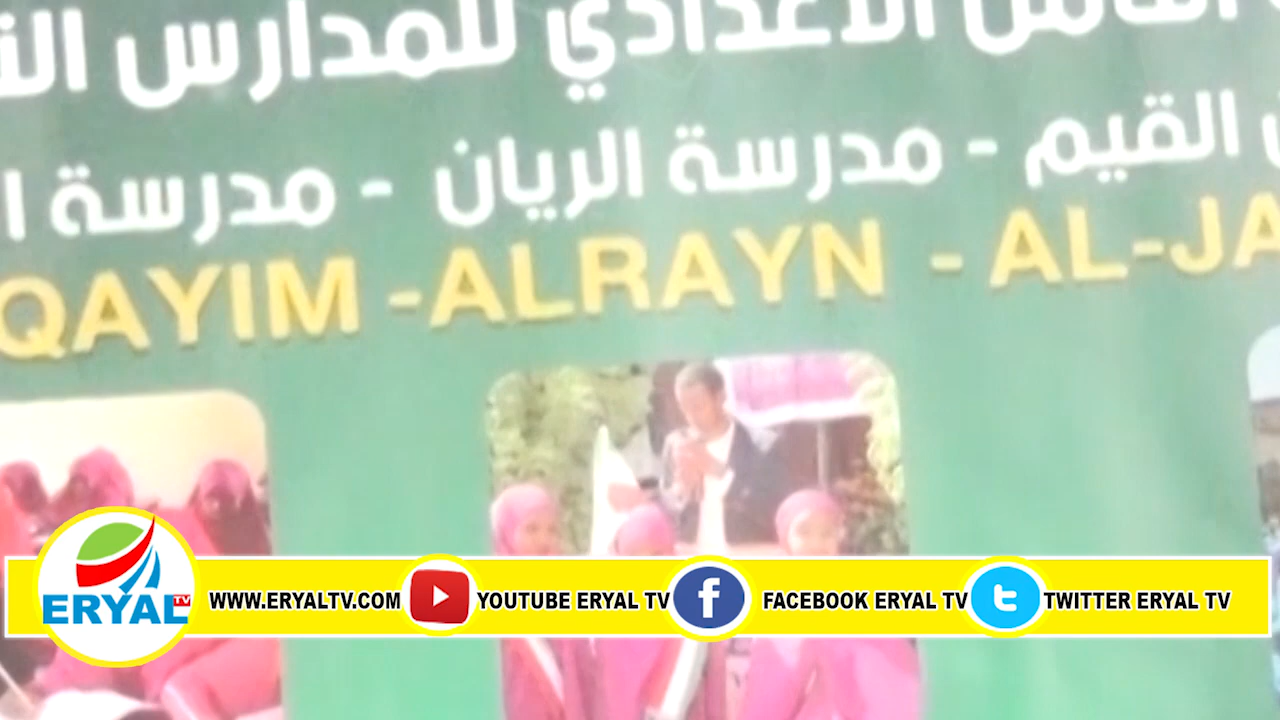 الاعدادي للمدارس
القيم - مدرسة الريان - مدرسة
QAYIM -ALRAYN - AL-JA
ERYAL TV
WWW.ERYALTV.COM YOUTUBE ERYAL TV FACEBOOK ERYAL TV TWITTER ERYAL TV